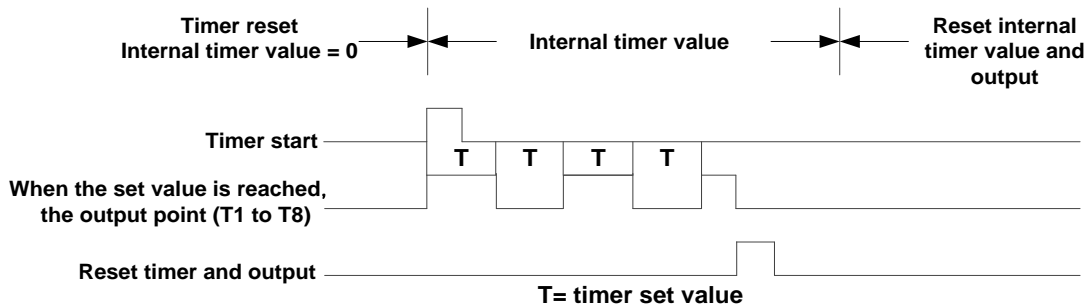 Timer reset
Internal timer value = 0
Internal timer value
Reset internal
timer value and
output
Timer start
T T T T
When the set value is reached,
the output point (T1 to T8)
Reset timer and output
T= timer set value